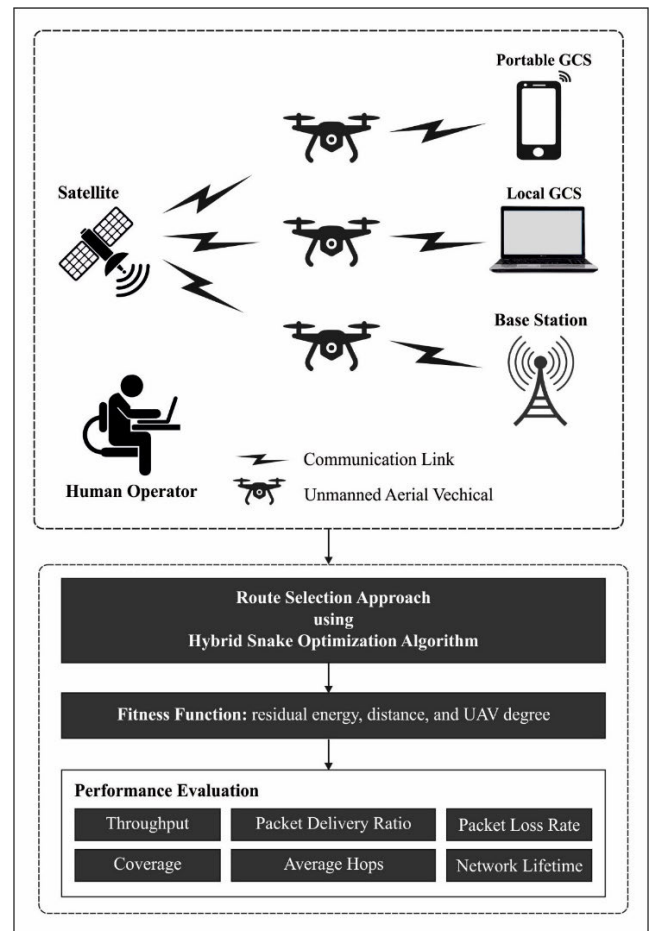 Portable GCS
Satellite
Local GCS
Base Station
Human Operator
Communication Link
Unmanned Aerial Vechical
Route Selection Approach
using
Hybrid Snake Optimization Algorithm
Fitness Function: residual energy, distance, and UAV degree
Performance Evaluation
Throughput
Packet Delivery Ratio
Packet Loss Rate
Coverage
Average Hops
Network Lifetime